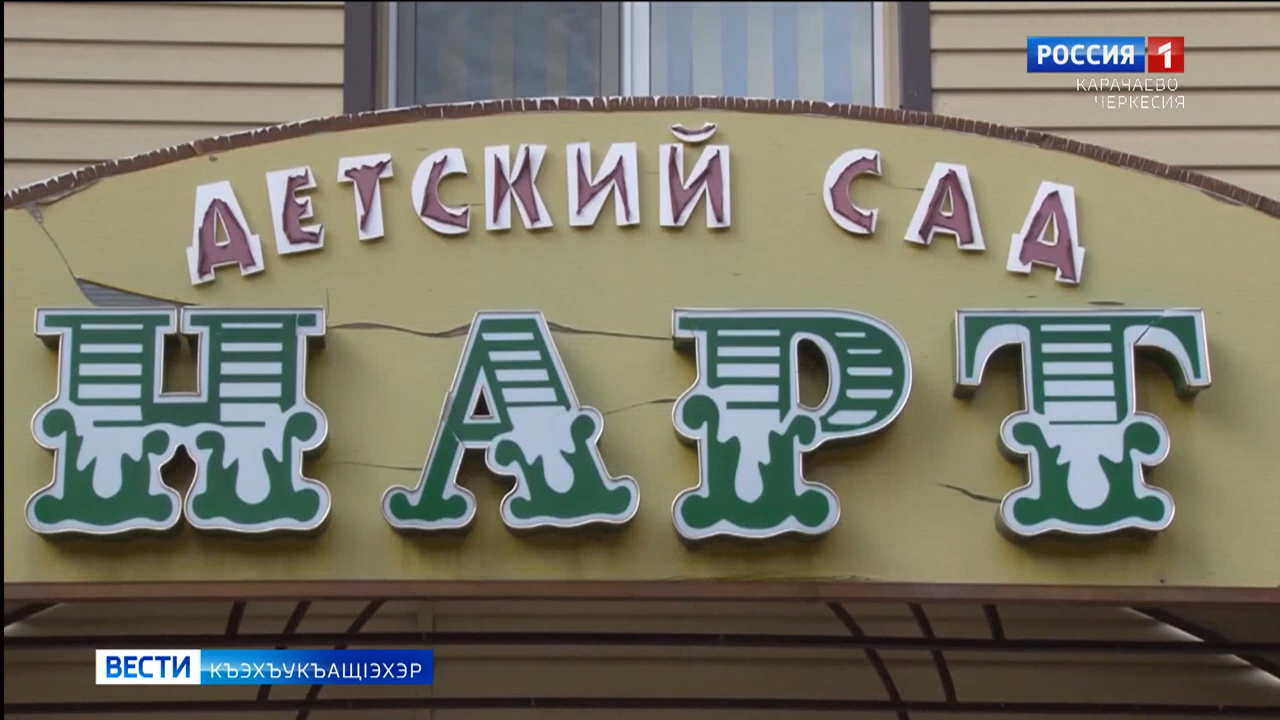 РОССИЯ 1
КАРАЧАЕВО
ЧЕРКЕСИЯ
ДЕТСКИЙ САД
НАРТ
ВЕСТИ КЪЭХЪУКЪАЩIЭХЭР